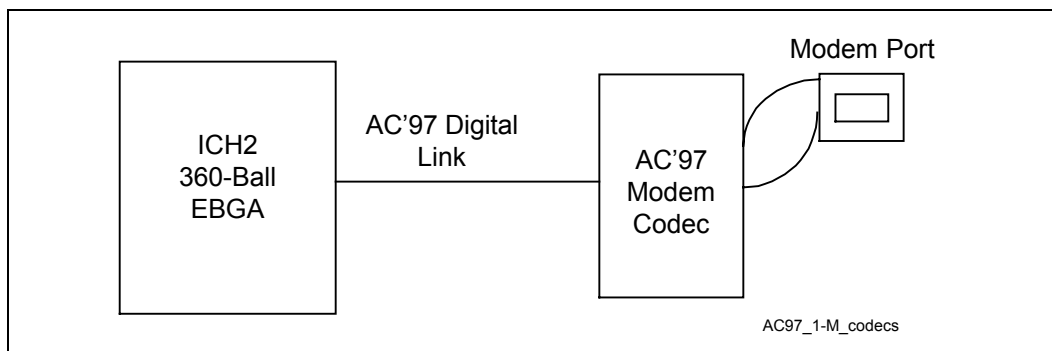 Modem Port
ICH2
360-Ball
EBGA
AC'97 Digital
Link
AC'97
Modem
Codec
AC97_1-M_codecs